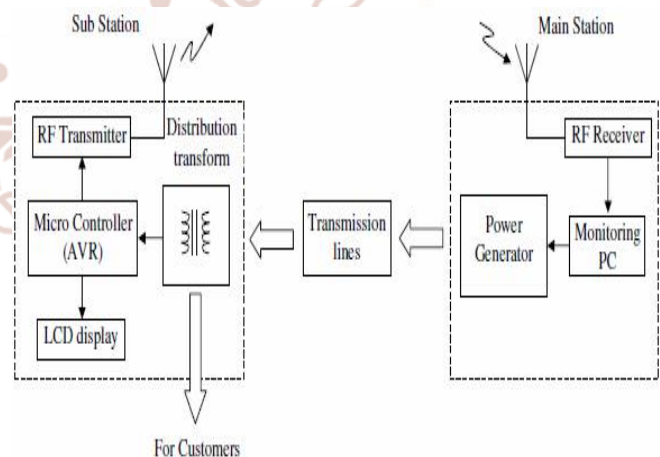 Sub Station
Main Station
RF Transmitter
Distribution
transform
Micro Controller
(AVR)
LCD display
For Customers
Transmission
lines
RF Receiver
Power
Generator
Monitoring
PC